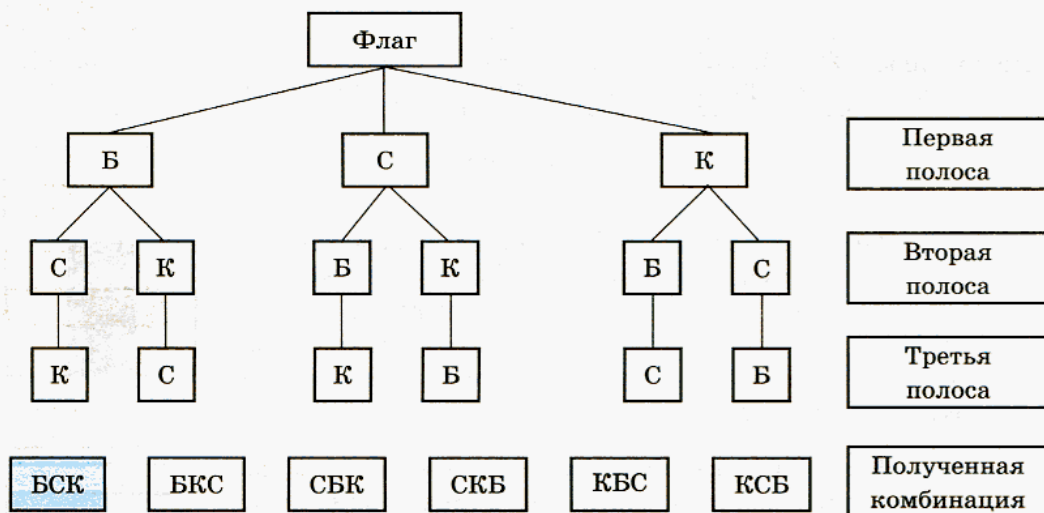 Флаг
Б С К Первая
полоса
С К Б К Б С Вторая
полоса
К С К Б С Б Третья
полоса
БСК БКС СБК СКБ КБС КСБ Полученная
комбинация